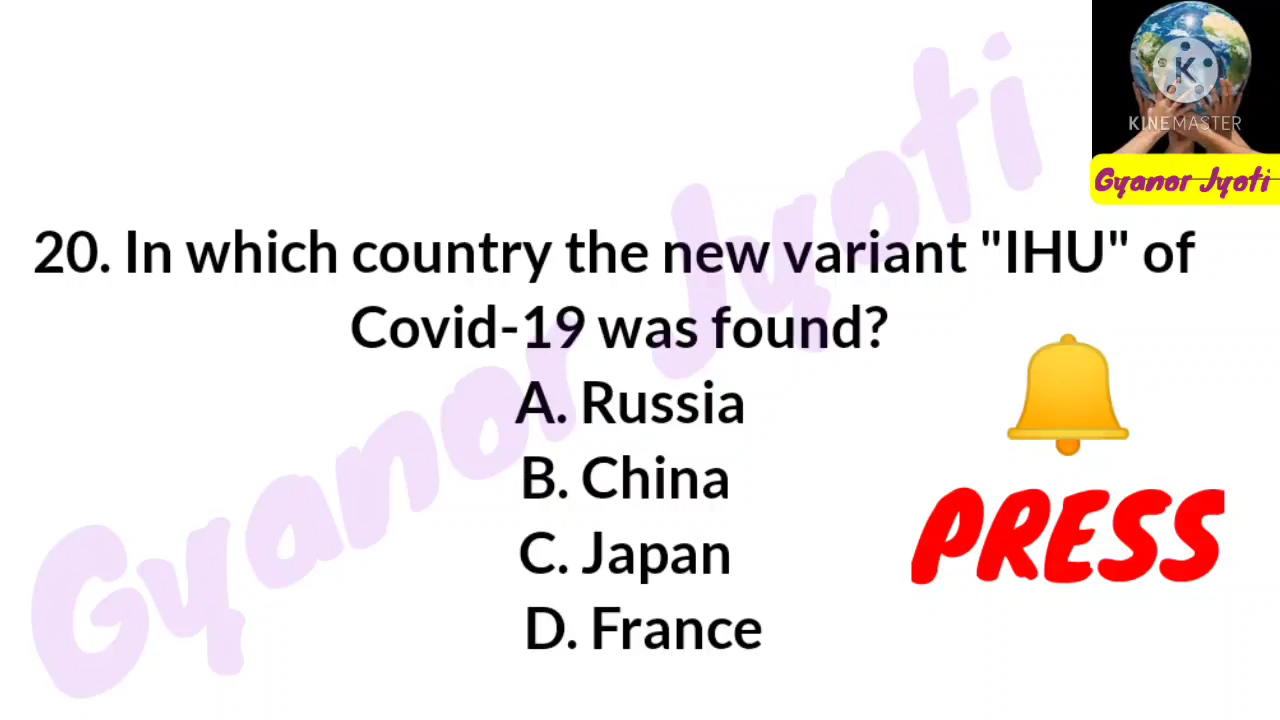 KINEMASTER
Gyanor Jyoti
20. In which country the new variant "IHU" of
Covid-19 was found?
A. Russia
B. China
C. Japan
D. France
PRESS
Gyanor Jyoti